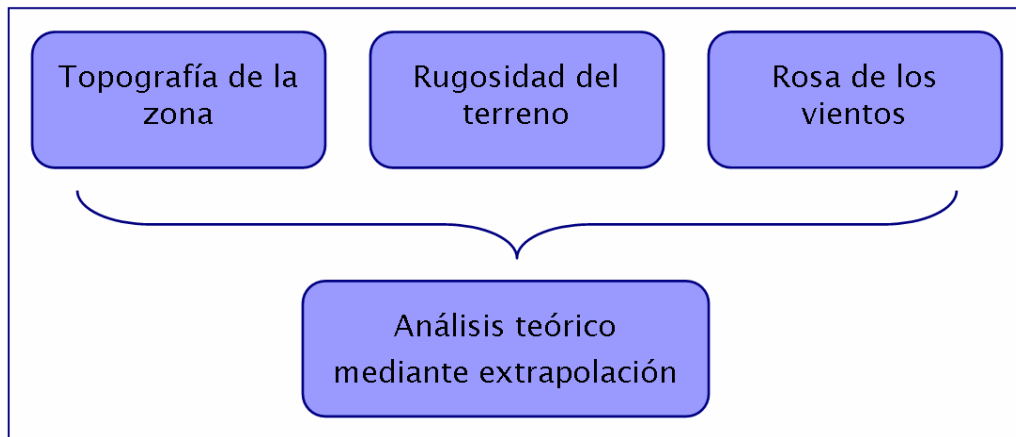 Topografía de la
zona
Rugosidad del
terreno
Rosa de los
vientos
Análisis teórico
mediante extrapolación